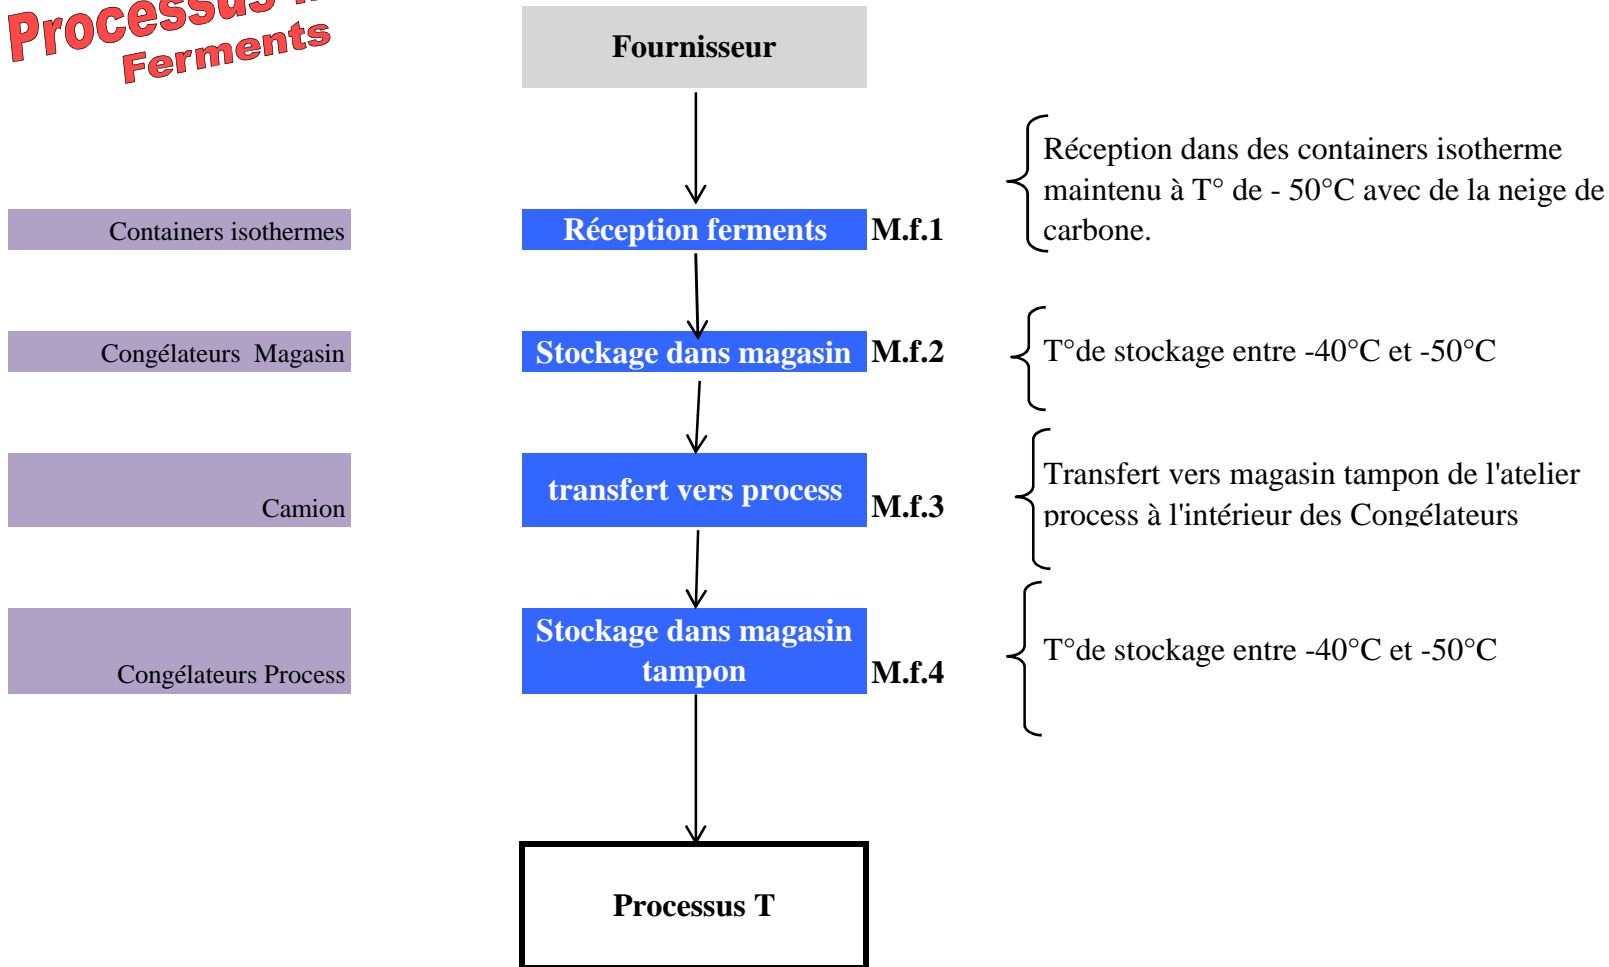 Processus
Ferments
Fournisseur
Réception dans des containers isotherme
maintenu à T° de - 50°C avec de la neige de
carbone.
Containers isothermes
Réception ferments
M.f.1
Congélateurs  Magasin
Stockage dans magasin
M.f.2
T°de stockage entre -40°C et -50°C
Camion
transfert vers process
M.f.3
Transfert vers magasin tampon de l'atelier
process à l'intérieur des Congélateurs
Congélateurs Process
Stockage dans magasin
tampon
M.f.4
T°de stockage entre -40°C et -50°C
Processus T